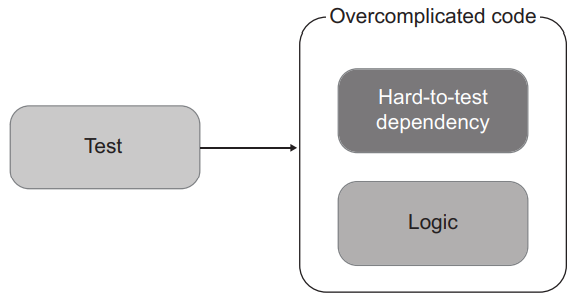 Overcomplicated code
Hard-to-test
dependency
Test
Logic